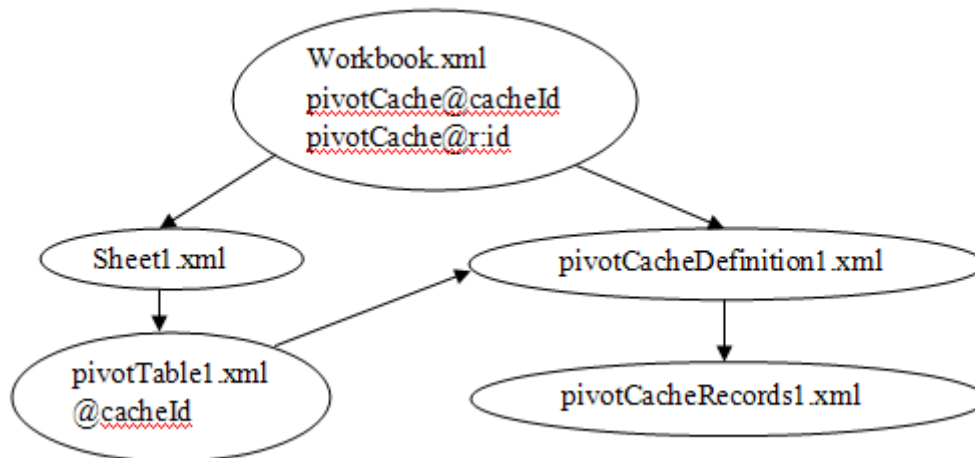 Workbook.xml
pivotCache@cacheId
pivotCache@r:id
Sheet1.xml
pivotCacheDefinition1.xml
pivotTable1.xml
@cacheId
pivotCacheRecords1.xml